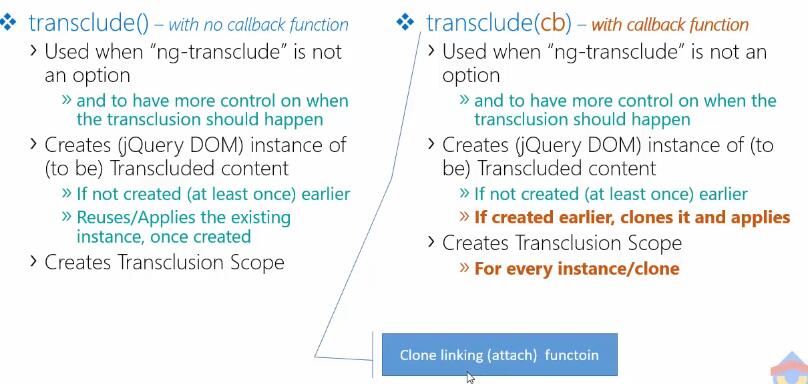 ❖ transclude() – with no callback function
› Used when “ng-transclude” is not
an option
» and to have more control on when
the transclusion should happen
› Creates (jQuery DOM) instance of
(to be) Transcluded content
» If not created (at least once) earlier
» Reuses/Applies the existing
instance, once created
› Creates Transclusion Scope
❖ transclude(cb) – with callback function
› Used when “ng-transclude” is not an
option
» and to have more control on when the
transclusion should happen
› Creates (jQuery DOM) instance of (to
be) Transcluded content
» If not created (at least once) earlier
» If created earlier, clones it and applies
› Creates Transclusion Scope
» For every instance/clone
Clone linking (attach) functoin